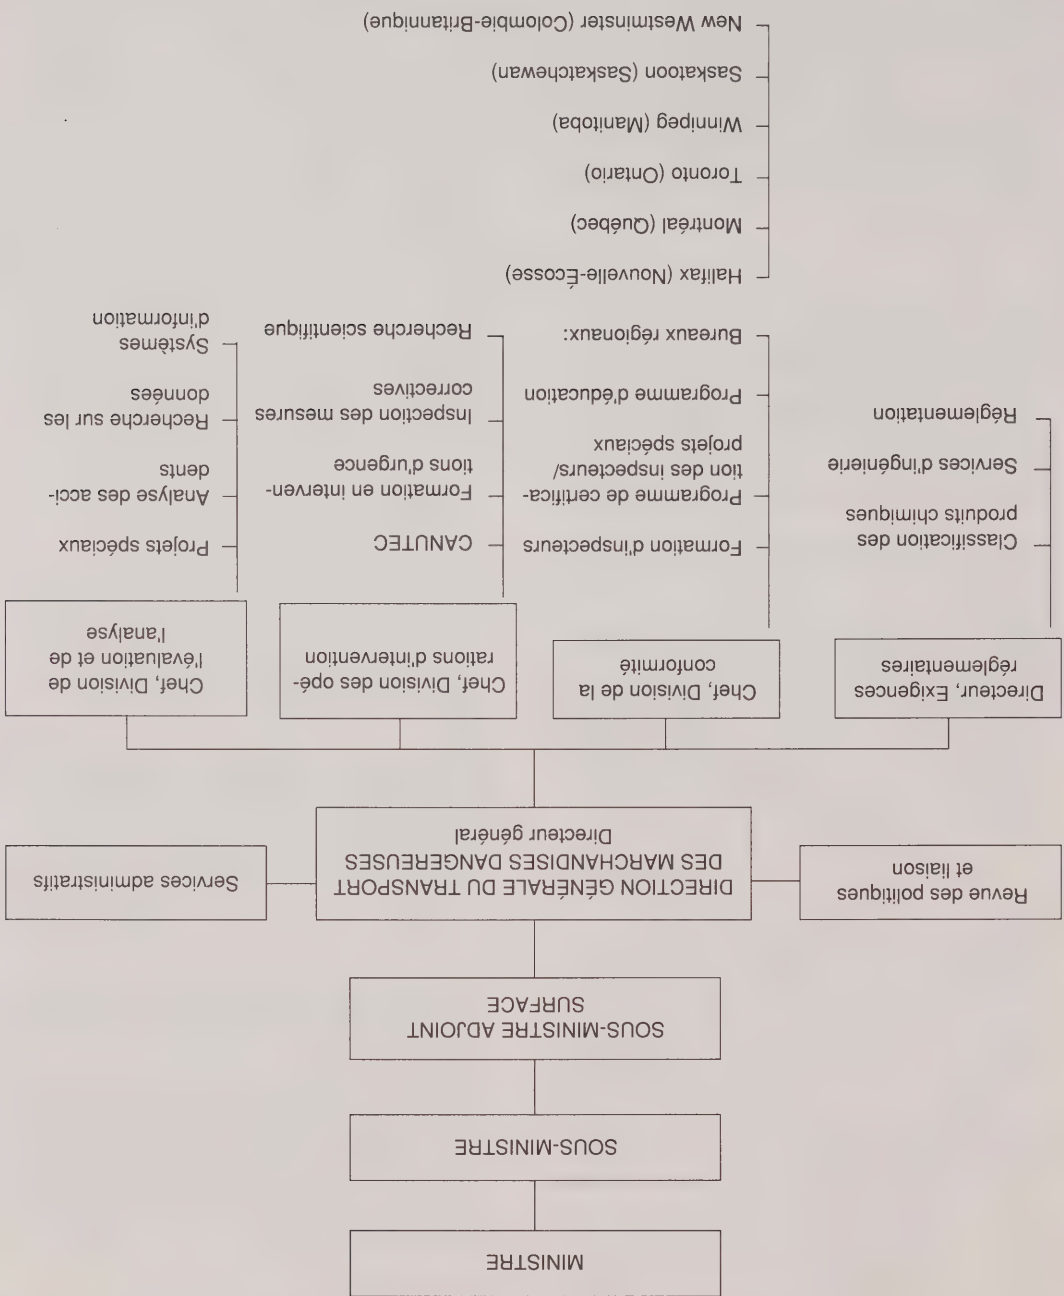 MINISTRE
SOUS-MINISTRE
SOUS-MINISTRE ADJOINT
SURFACE
Revue des politiques
et liaison
DIRECTION GÉNÉRALE DU TRANSPORT
DES MARCHANDISES DANGEREUSES
Directeur général
Services administratifs
Chef, Division de
l'évaluation et de
l'analyse
Projets spéciaux
Analyse des acci-
dents
Recherche sur les
données
Systèmes
d'information
Chef, Division des opé-
rations d'intervention
CANUTEC
Formation en interven-
tions d'urgence
Inspection des mesures
correctives
Recherche scientifique
Chef, Division de la
conformité
Formation d'inspecteurs
Programme de certifica-
tion des inspecteurs/
projets spéciaux
Programme d'éducation
Bureaux régionaux:
Halifax (Nouvelle-Écosse)
Montréal (Québec)
Toronto (Ontario)
Winnipeg (Manitoba)
Saskatoon (Saskatchewan)
New Westminster (Colombie-Britannique)
Directeur, Exigences
réglementaires
Classification des
produits chimiques
Services d'ingénierie
Réglementation